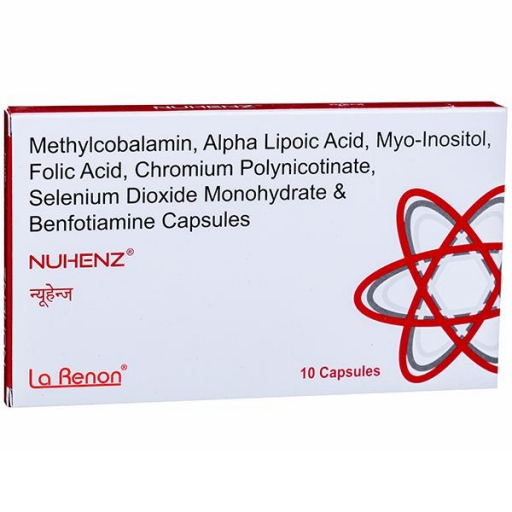 NUHENZ®
न्यूहेन्ज
Methylcobalamin, Alpha Lipoic Acid, Myo-Inositol,
Folic Acid, Chromium Polynicotinate,
Selenium Dioxide Monohydrate &
Benfotiamine Capsules
NUHENZ®
न्यूहेन्ज
La Renon®
10 Capsules